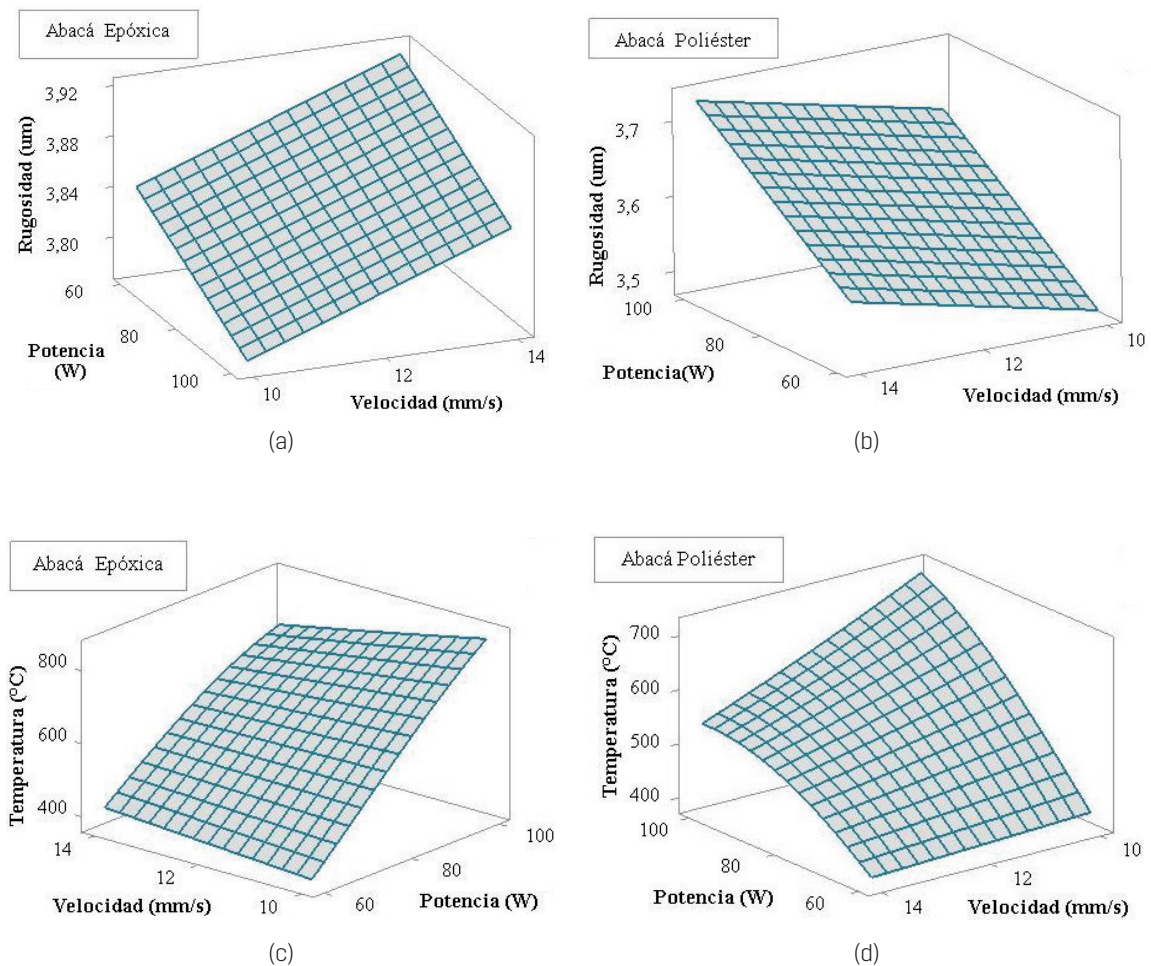 Abacá Epóxica
3,92
3,88
3,84
3,80
Rugosidad (um)
60
80
100
Potencia
(W)
10
12
14
Velocidad (mm/s)
(a)
Abacá Poliéster
3,7
3,6
3,5
Rugosidad (um)
100
80
60
Potencia(W)
14
12
10
Velocidad (mm/s)
(b)
Abacá Epóxica
800
600
400
Temperatura (°C)
14
12
10
Velocidad (mm/s)
60
80
100
Potencia (W)
(c)
Abacá Poliéster
700
600
500
400
Temperatura (°C)
100
80
60
Potencia (W)
14
12
10
Velocidad (mm/s)
(d)